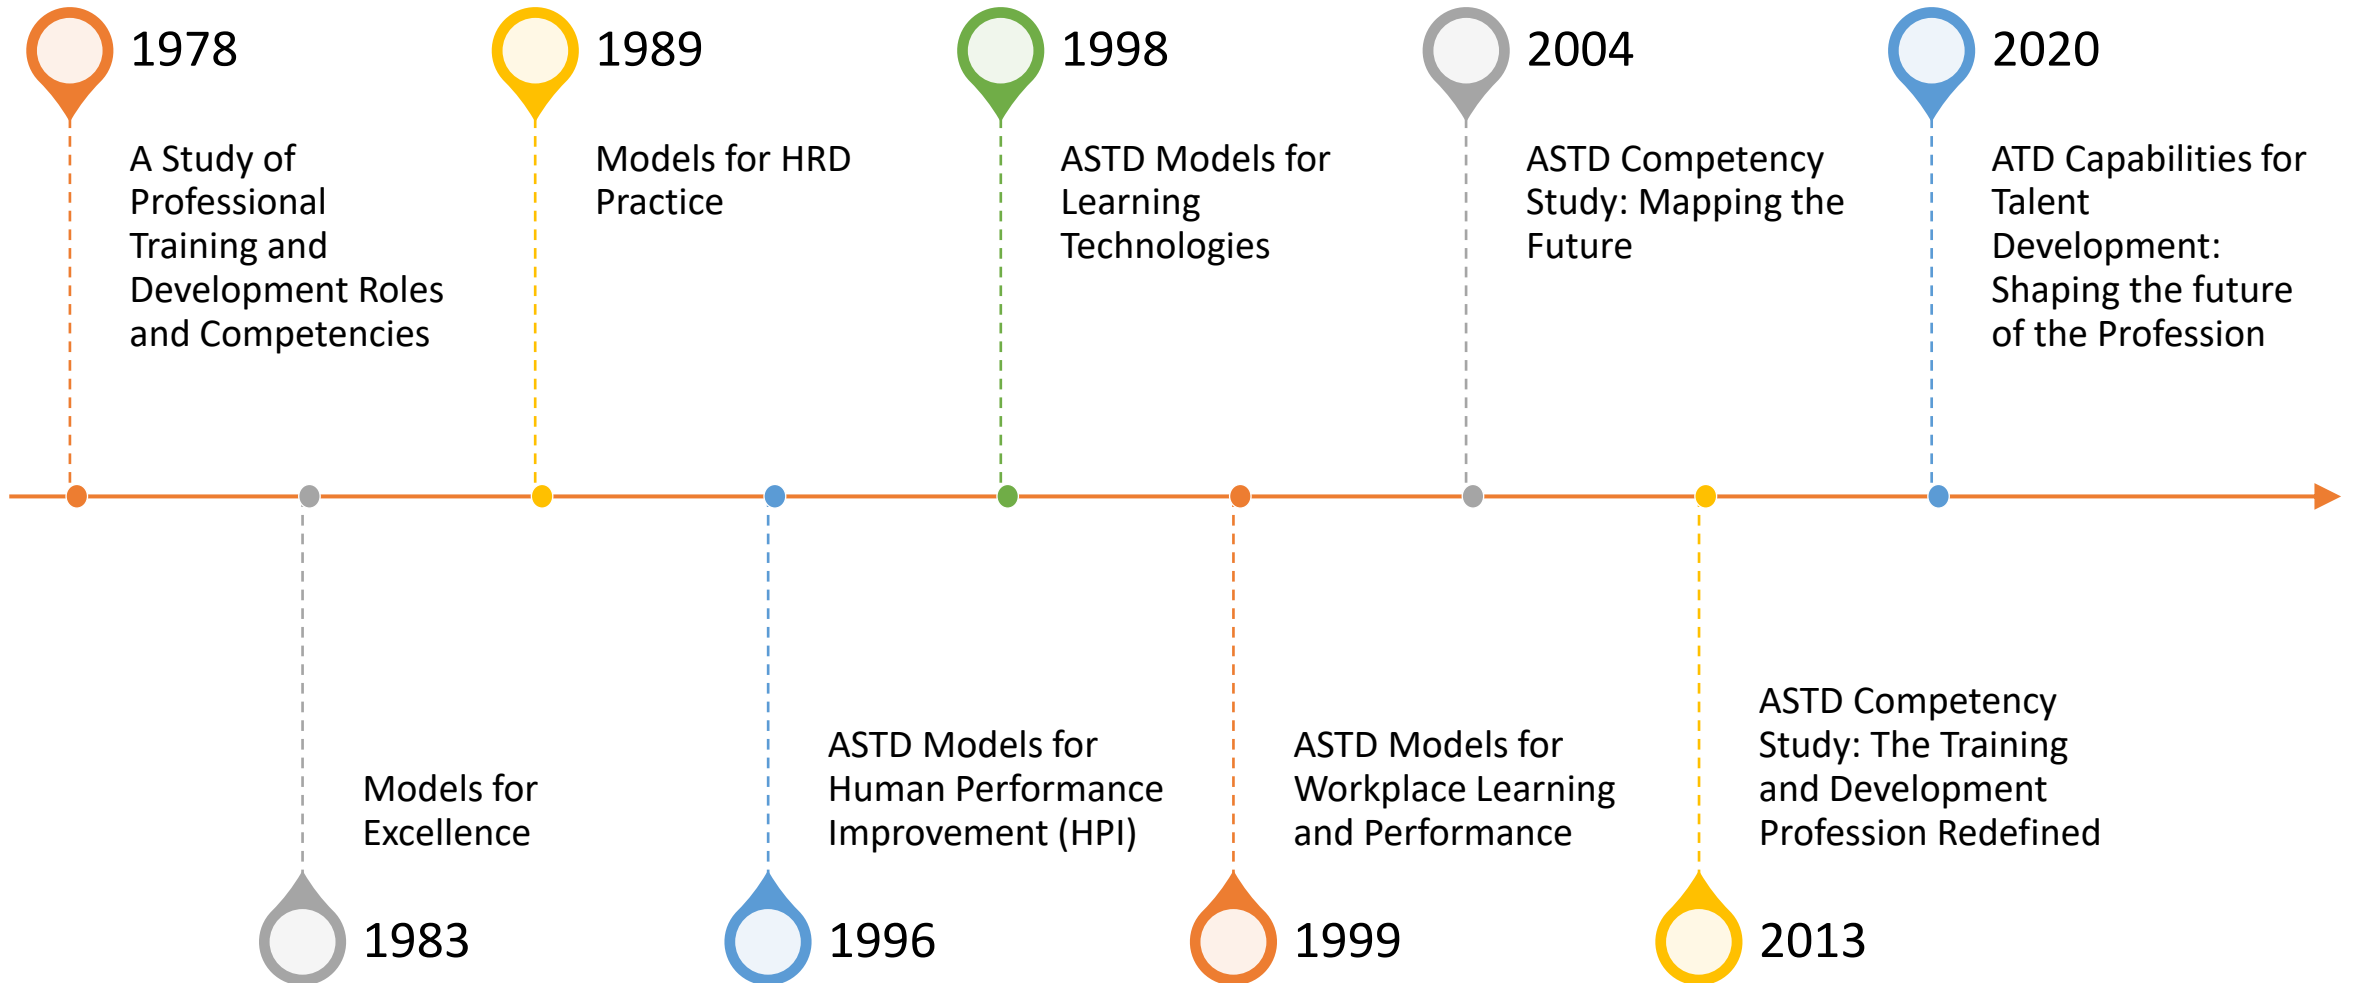 1978
A Study of
Professional
Training and
Development Roles
and Competencies
1989
Models for HRD
Practice
1998
ASTD Models for
Learning
Technologies
2004
ASTD Competency
Study: Mapping the
Future
2020
ATD Capabilities for
Talent
Development:
Shaping the future
of the Profession
Models for
Excellence
1983
ASTD Models for
Human Performance
Improvement (HPI)
1996
ASTD Models for
Workplace Learning
and Performance
1999
ASTD Competency
Study: The Training
and Development
Profession Redefined
2013